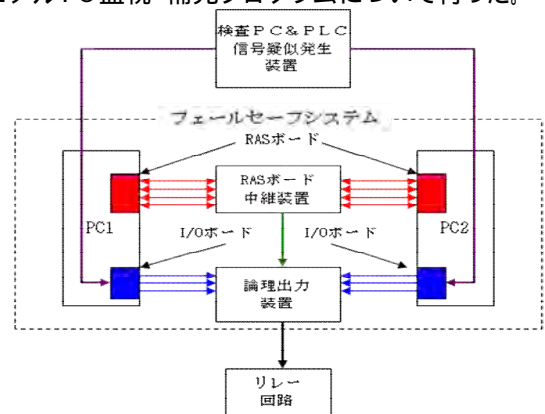 検査PC&PLC
信号疑似発生
装置
フェールセーフシステム
RASボード
RASボード
中継装置
PC1
PC2
I/Oボード
I/Oボード
論理出力
装置
リレー
回路